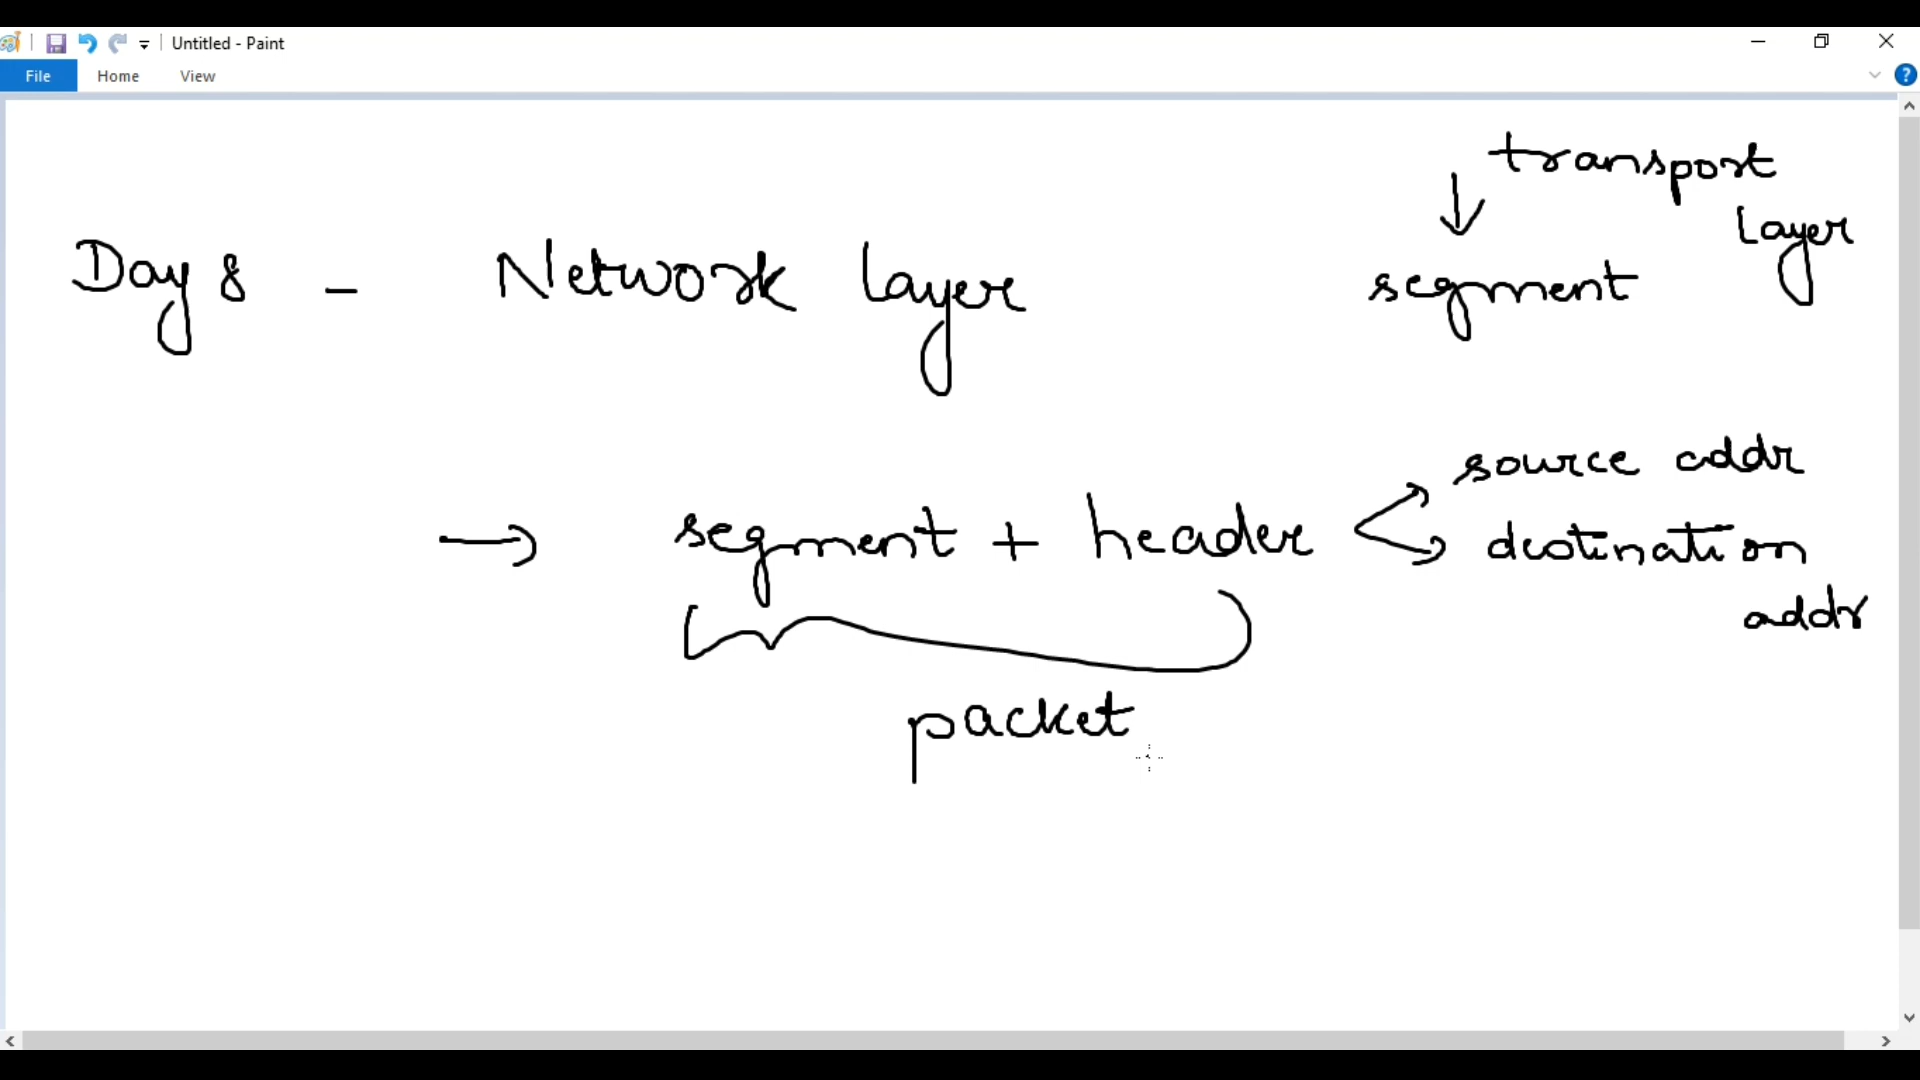 Untitled - Paint
File Home View
transport
layer
Day 8 - Network layer
segment
→ segment + header
source addr
destination
addr
packet